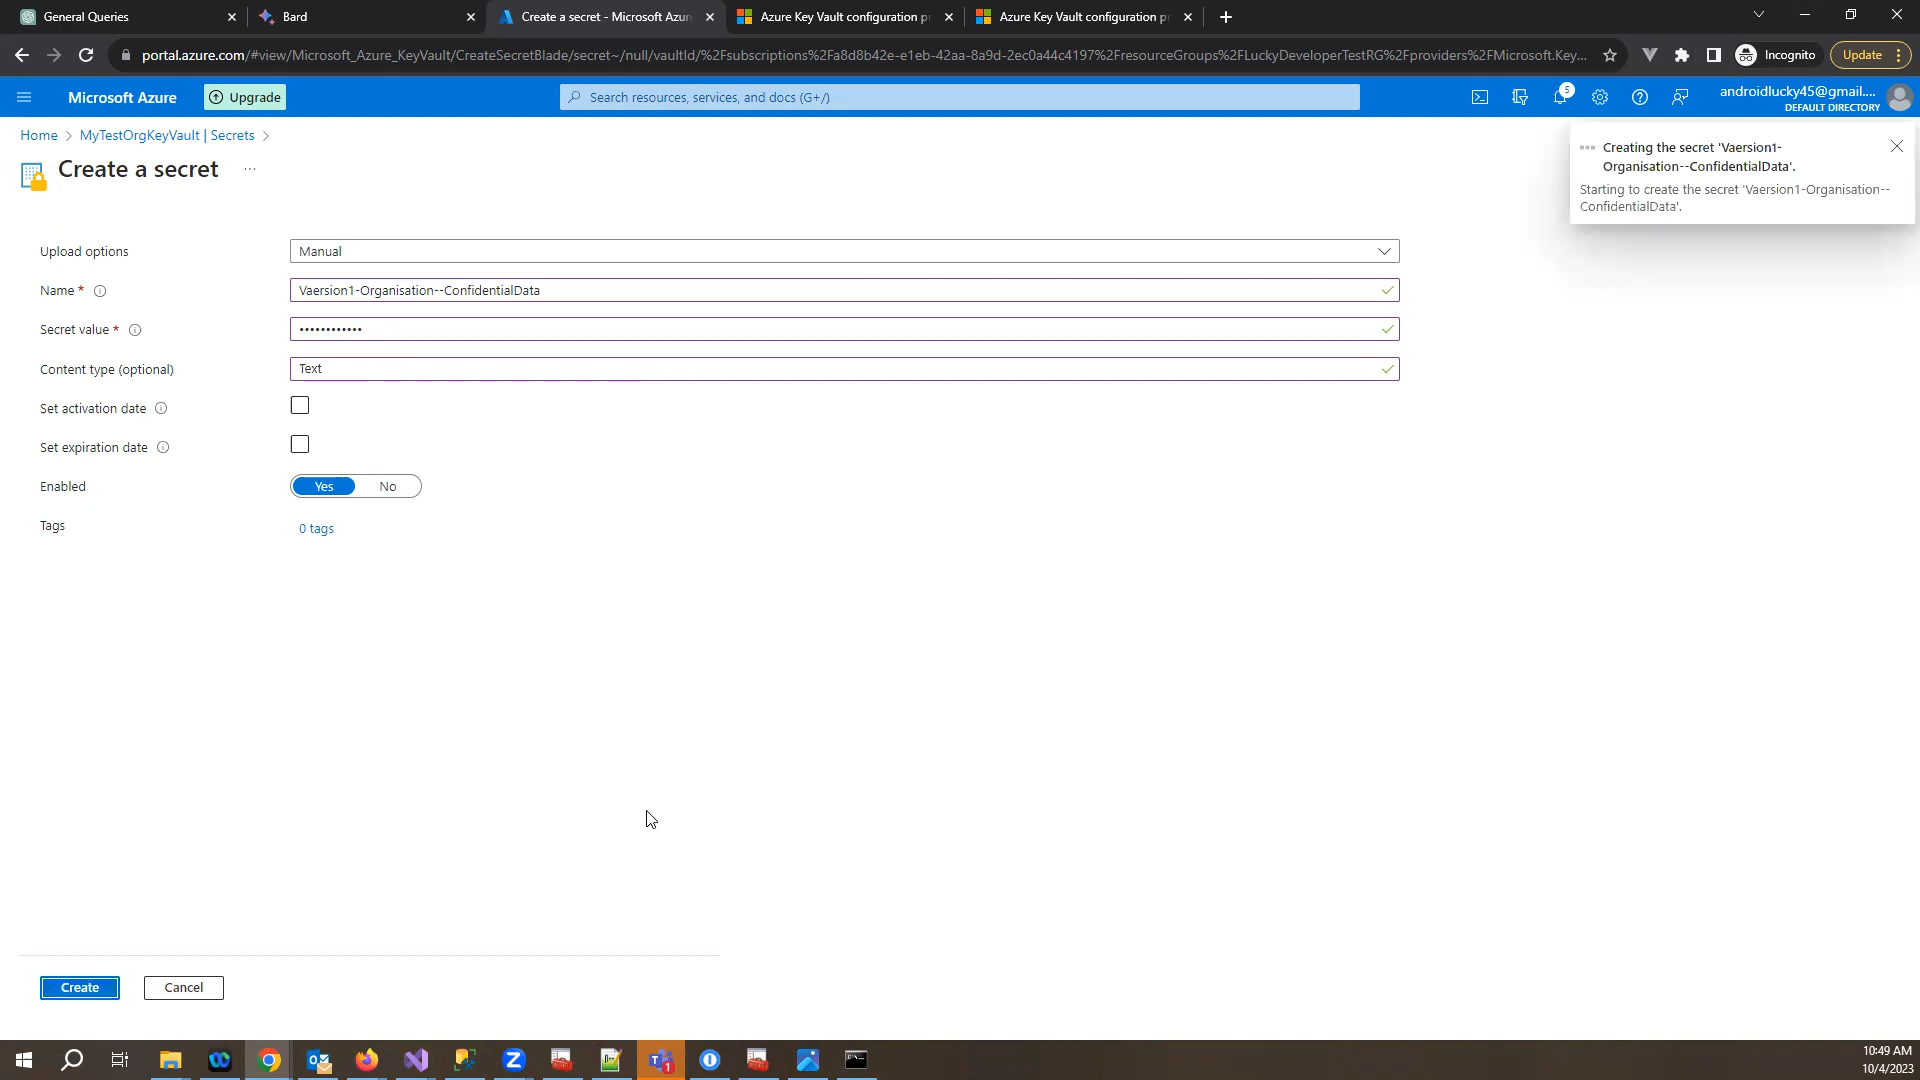 General Queries
Bard
Create a secret - Microsoft Azur
Azure Key Vault configuration pr
Azure Key Vault configuration pr
portal.azure.com/#view/Microsoft_Azure_KeyVault/CreateSecretBlade/secret~/null/vaultId/%2Fsubscriptions%2Fa8d8b42e-e1eb-42aa-8a9d-2ec0a44c4197%2FresourceGroups%2FLuckyDeveloperTestRG%2Fproviders%2FMicrosoft.Key...
Incognito
Update
Microsoft Azure
Upgrade
Search resources, services, and docs (G+/)
5
androidlucky45@gmail....
DEFAULT DIRECTORY
Home > MyTestOrgKeyVault | Secrets >
Create a secret ...
Creating the secret 'Vaersion1-
Organisation--ConfidentialData'.
Starting to create the secret 'Vaersion1-Organisation--
ConfidentialData'.
Upload options
Manual
Name *
Vaersion1-Organisation--ConfidentialData
Secret value *
••••••••••••
Content type (optional)
Text
Set activation date
Set expiration date
Enabled
Yes No
Tags
0 tags
Create
Cancel
1
10:49 AM
10/4/2023